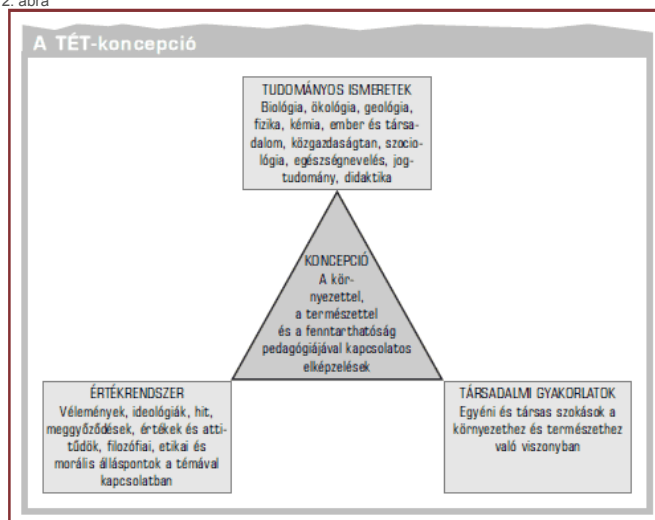 2. ábra
A TÉT-koncepció
TUDOMÁNYOS ISMERETEK
Biológia, ökológia, geológia,
fizika, kémia, ember és társa-
dalom, közgazdaságtan, szocio-
lógia, egészségnevelés, jog-
tudomány, didaktika
KONCEPCIÓ
A kör-
nyezettel,
a természettel
és a fenntarthatóság
pedagógiájával kapcsolatos
elképzelések
ÉRTÉKRENDSZER
Vélemények, ideológiák, hit,
meggyőződések, értékek és atti-
tűdök, filozófiai, etikai és
morális álláspontok a témával
kapcsolatban
TÁRSADALMI GYAKORLATOK
Egyéni és társas szokások a
környezethez és természethez
való viszonyban